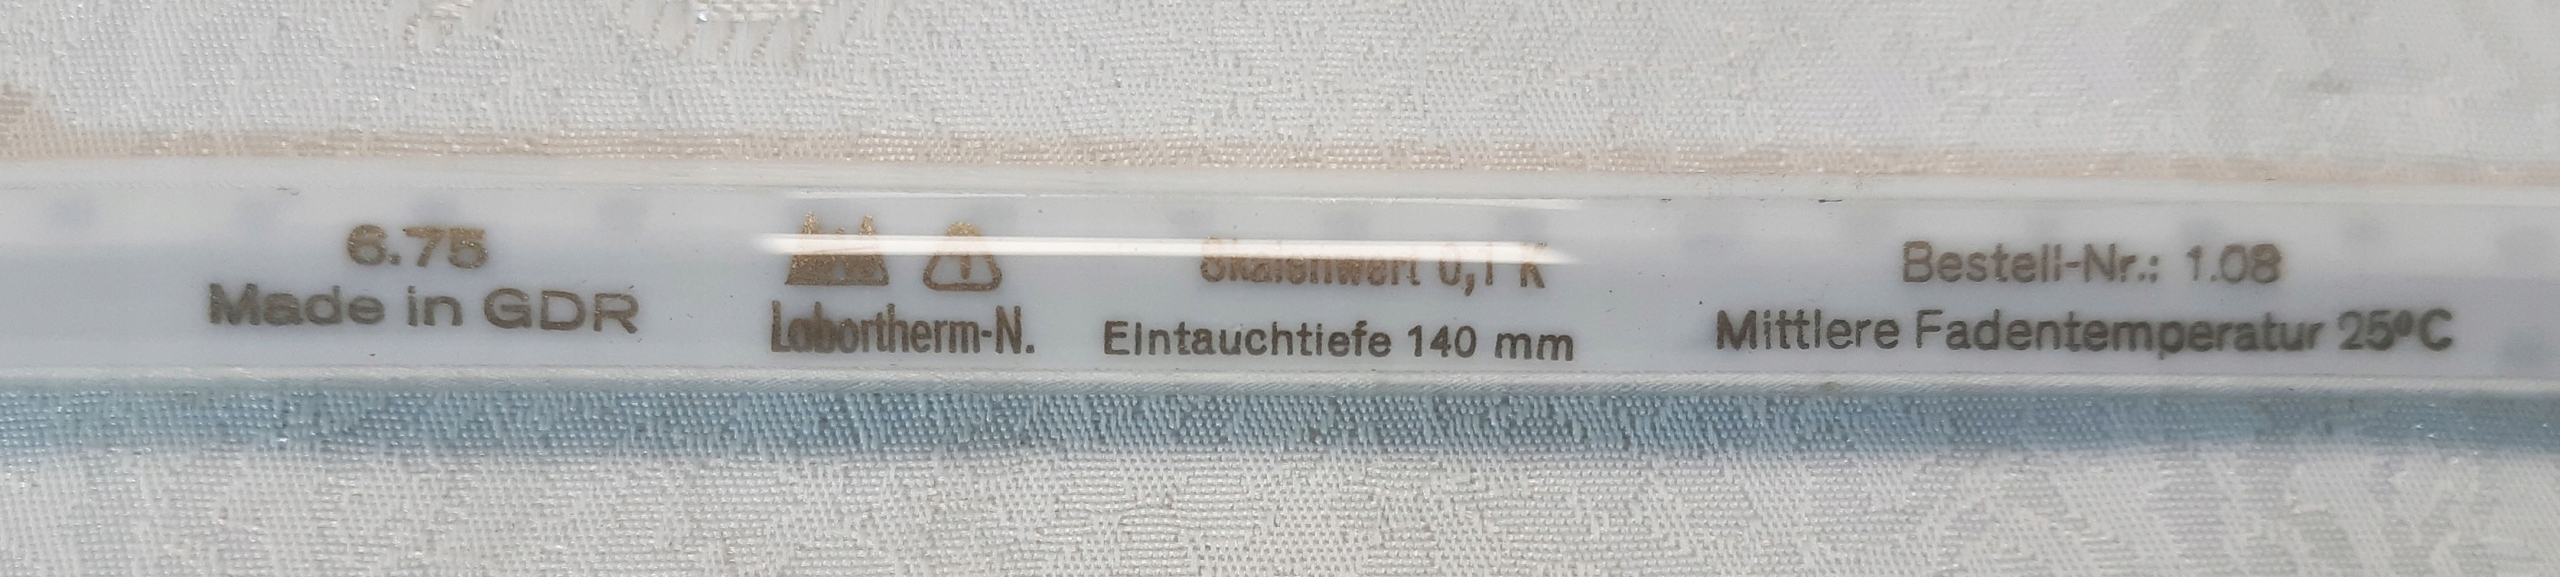 6.75
Made in GDR
Labortherm-N.
Skalenwert 0,1 K
Eintauchtiefe 140 mm
Bestell-Nr.: 1.08
Mittlere Fadentemperatur 25°C